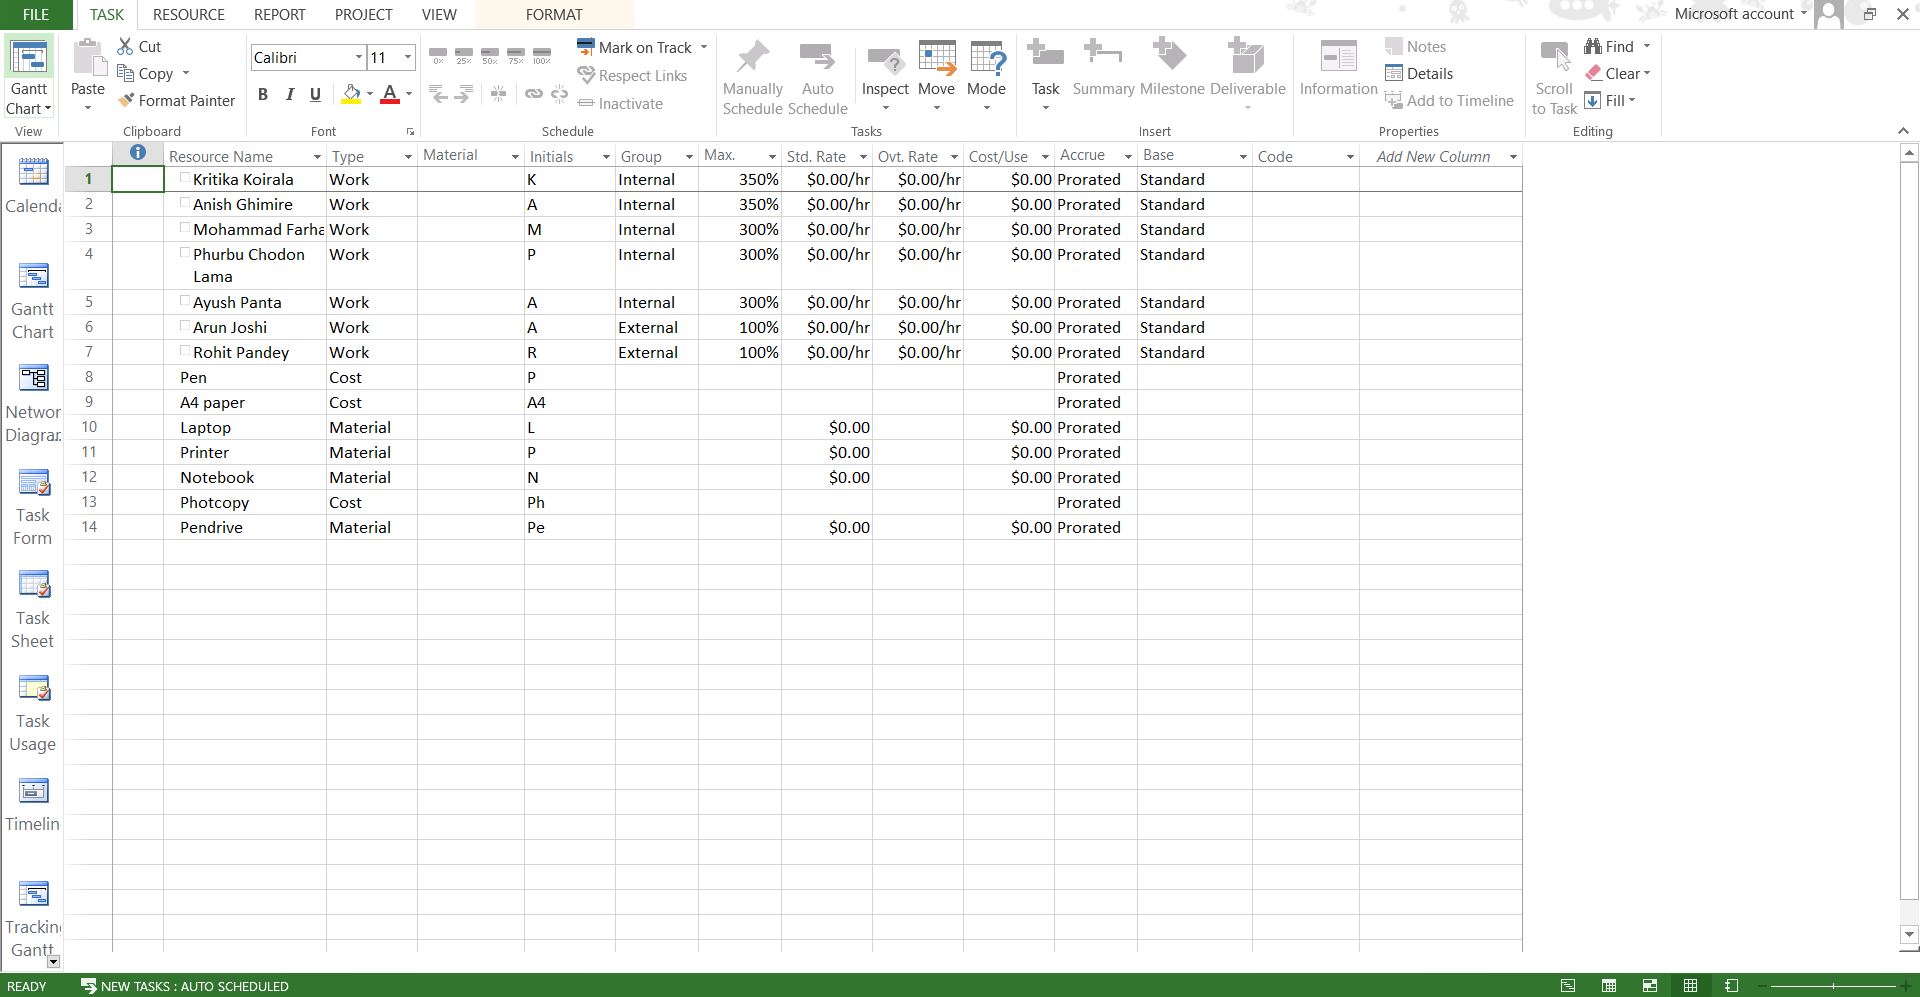 FILE TASK RESOURCE REPORT PROJECT VIEW FORMAT Microsoft account
Gantt Chart
View
Paste
Cut
Copy
Format Painter
Clipboard
Calibri 11
B I U A
Font
0% 25% 50% 75% 100%
Mark on Track
Respect Links
Inactivate
Schedule
Manually Schedule
Auto Schedule
Inspect
Move
Mode
Tasks
Task
Summary
Milestone
Deliverable
Insert
Information
Notes
Details
Add to Timeline
Properties
Scroll to Task
Find
Clear
Fill
Editing
Resource Name Type Material Initials Group Max. Std. Rate Ovt. Rate Cost/Use Accrue Base Code Add New Column
1 Kritika Koirala Work K Internal 350% $0.00/hr $0.00/hr $0.00 Prorated Standard
2 Anish Ghimire Work A Internal 350% $0.00/hr $0.00/hr $0.00 Prorated Standard
3 Mohammad Farha Work M Internal 300% $0.00/hr $0.00/hr $0.00 Prorated Standard
4 Phurbu Chodon Work P Internal 300% $0.00/hr $0.00/hr $0.00 Prorated Standard
Lama
5 Ayush Panta Work A Internal 300% $0.00/hr $0.00/hr $0.00 Prorated Standard
6 Arun Joshi Work A External 100% $0.00/hr $0.00/hr $0.00 Prorated Standard
7 Rohit Pandey Work R External 100% $0.00/hr $0.00/hr $0.00 Prorated Standard
8 Pen Cost P Prorated
9 A4 paper Cost A4 Prorated
10 Laptop Material L $0.00 $0.00 Prorated
11 Printer Material P $0.00 $0.00 Prorated
12 Notebook Material N $0.00 $0.00 Prorated
13 Photcopy Cost Ph Prorated
14 Pendrive Material Pe $0.00 $0.00 Prorated
Calenda
Gantt
Chart
Networ
Diagrar
Task
Form
Task
Sheet
Task
Usage
Timelin
Trackin
Gantt
READY NEW TASKS : AUTO SCHEDULED